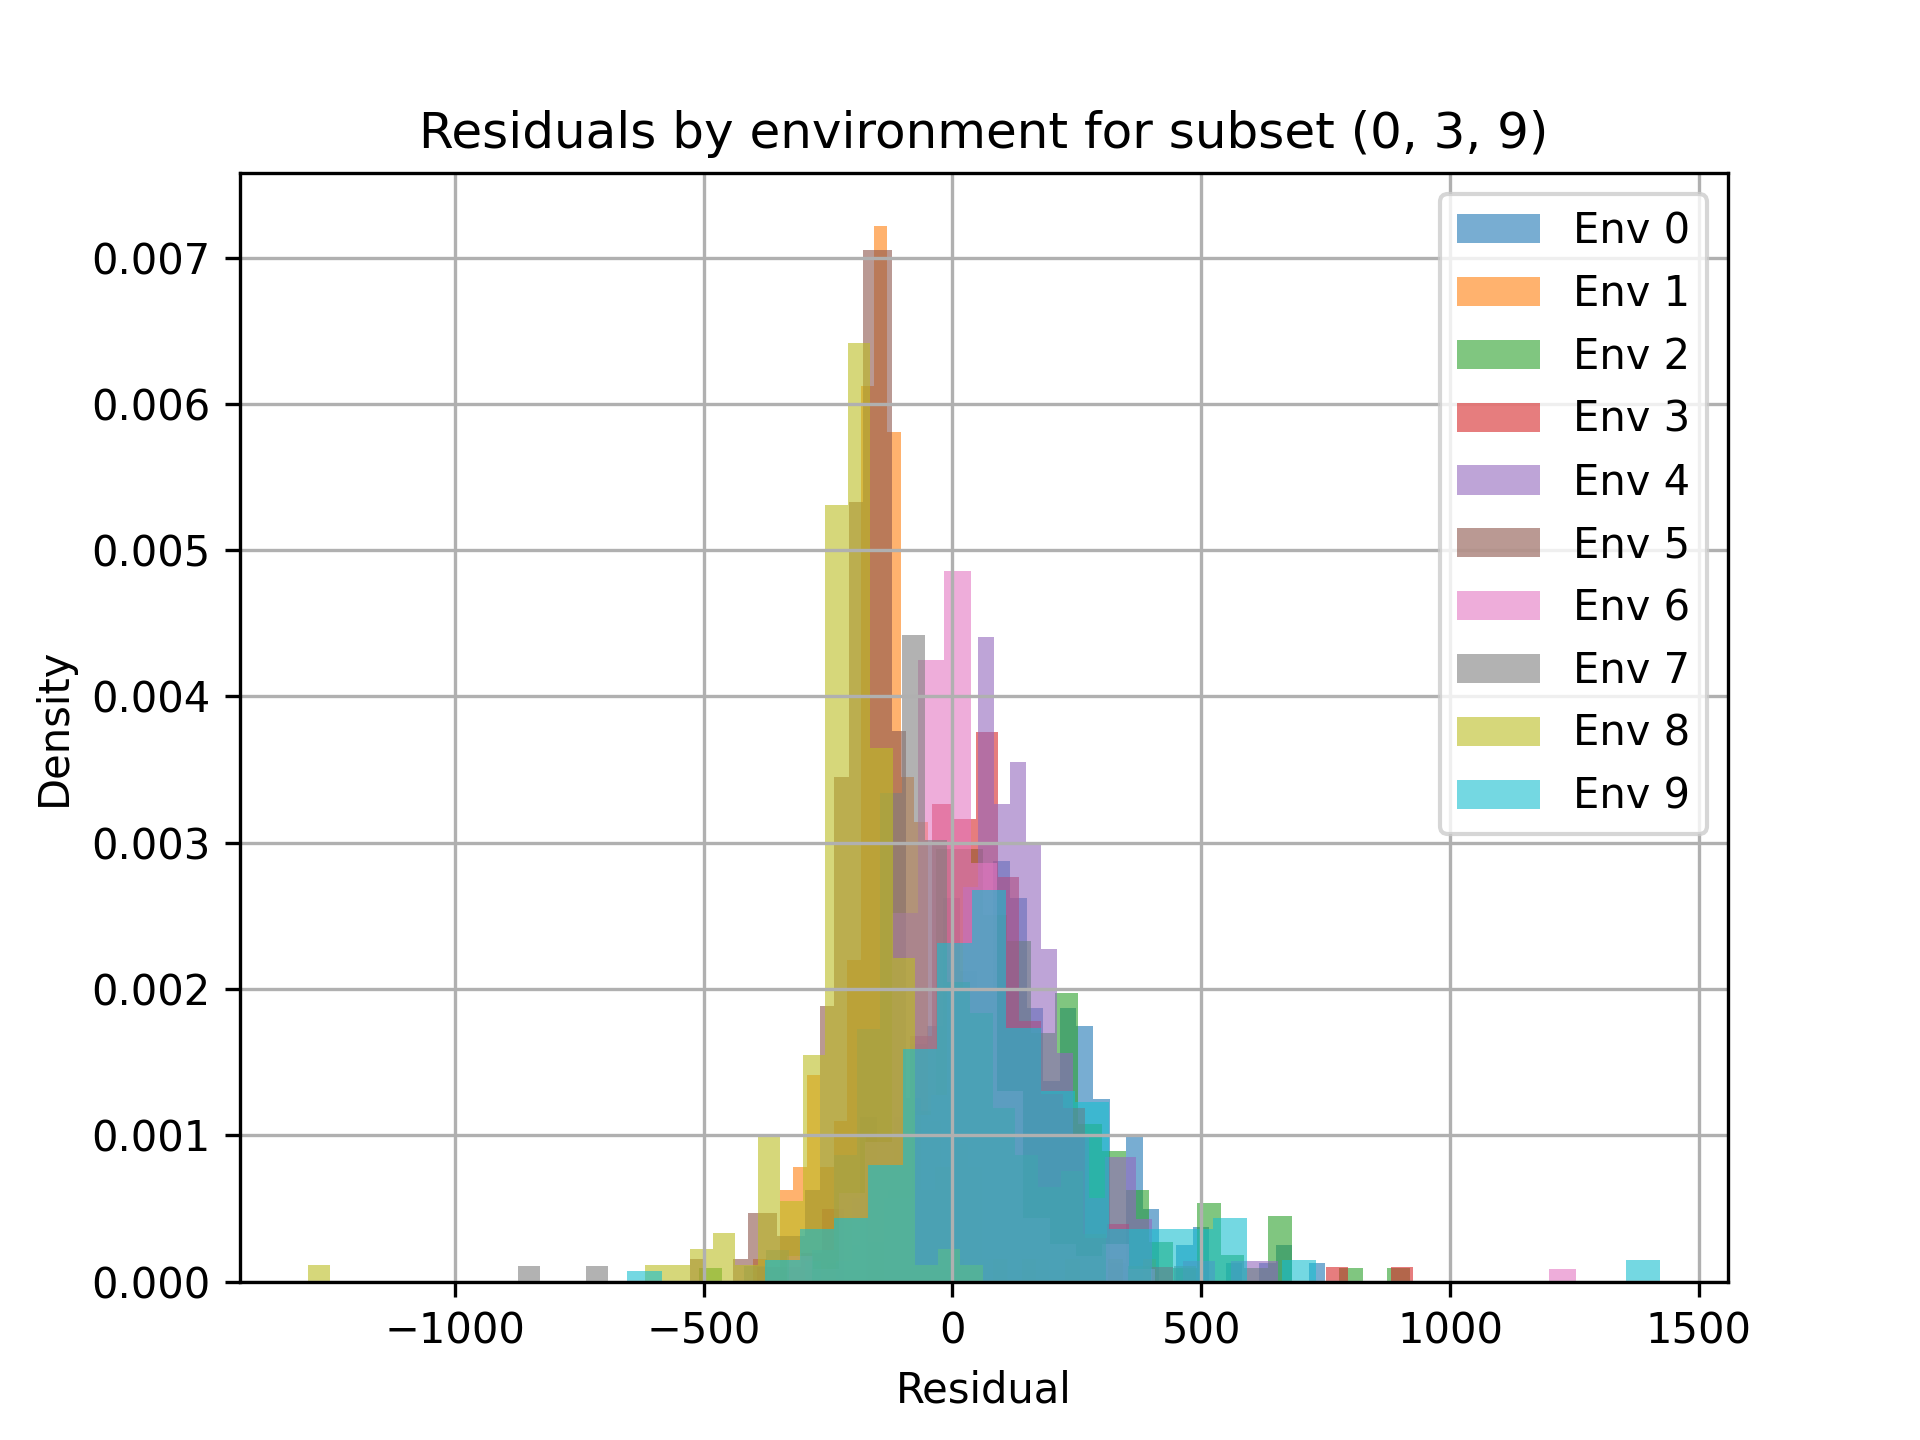 Residuals by environment for subset (0, 3, 9)
Env 0
Env 1
Env 2
Env 3
Env 4
Env 5
Env 6
Env 7
Env 8
Env 9
Density
0.007
0.006
0.005
0.004
0.003
0.002
0.001
0.000
−1000
−500
0
500
1000
1500
Residual